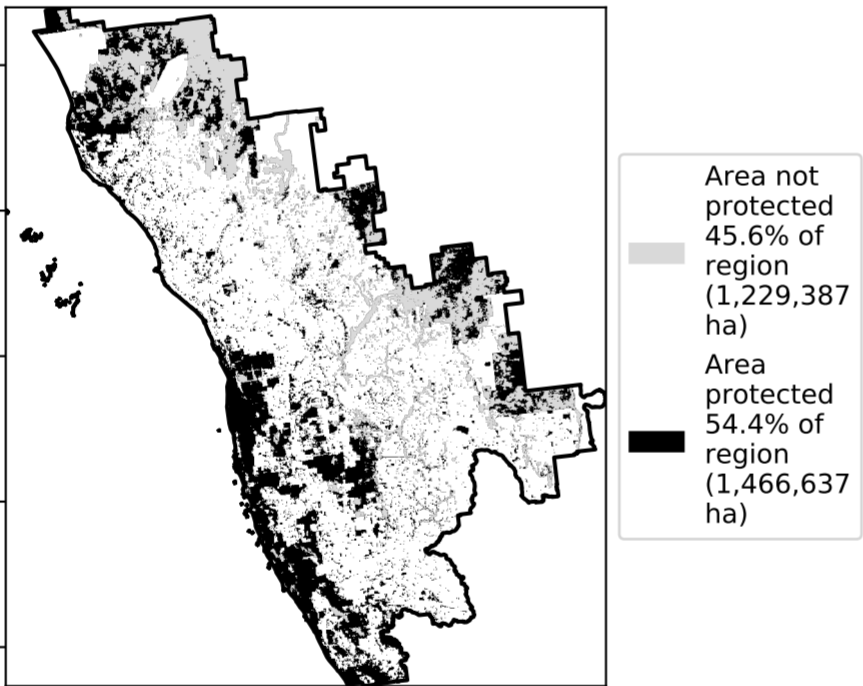 Area not
protected
45.6% of
region
(1,229,387
ha)
Area
protected
54.4% of
region
(1,466,637
ha)